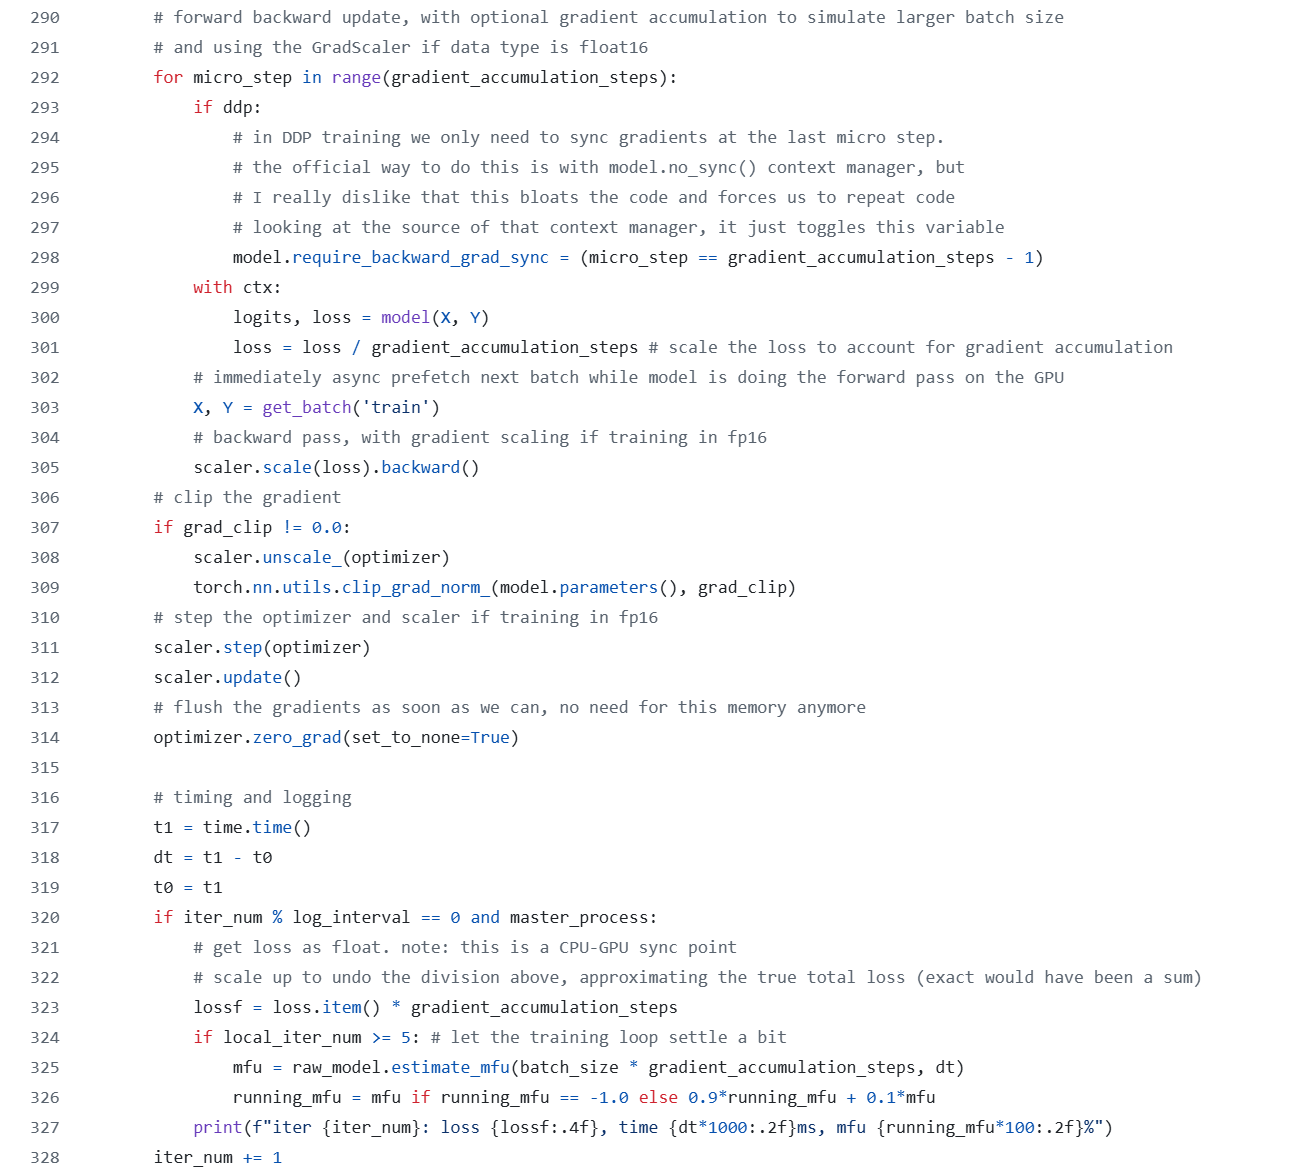 290 # forward backward update, with optional gradient accumulation to simulate larger batch size
291 # and using the GradScaler if data type is float16
292 for micro_step in range(gradient_accumulation_steps):
293 if ddp:
294 # in DDP training we only need to sync gradients at the last micro step.
295 # the official way to do this is with model.no_sync() context manager, but
296 # I really dislike that this bloats the code and forces us to repeat code
297 # looking at the source of that context manager, it just toggles this variable
298 model.require_backward_grad_sync = (micro_step == gradient_accumulation_steps - 1)
299 with ctx:
300 logits, loss = model(X, Y)
301 loss = loss / gradient_accumulation_steps # scale the loss to account for gradient accumulation
302 # immediately async prefetch next batch while model is doing the forward pass on the GPU
303 X, Y = get_batch('train')
304 # backward pass, with gradient scaling if training in fp16
305 scaler.scale(loss).backward()
306 # clip the gradient
307 if grad_clip != 0.0:
308 scaler.unscale_(optimizer)
309 torch.nn.utils.clip_grad_norm_(model.parameters(), grad_clip)
310 # step the optimizer and scaler if training in fp16
311 scaler.step(optimizer)
312 scaler.update()
313 # flush the gradients as soon as we can, no need for this memory anymore
314 optimizer.zero_grad(set_to_none=True)
315
316 # timing and logging
317 t1 = time.time()
318 dt = t1 - t0
319 t0 = t1
320 if iter_num % log_interval == 0 and master_process:
321 # get loss as float. note: this is a CPU-GPU sync point
322 # scale up to undo the division above, approximating the true total loss (exact would have been a sum)
323 lossf = loss.item() * gradient_accumulation_steps
324 if local_iter_num >= 5: # let the training loop settle a bit
325 mfu = raw_model.estimate_mfu(batch_size * gradient_accumulation_steps, dt)
326 running_mfu = mfu if running_mfu == -1.0 else 0.9*running_mfu + 0.1*mfu
327 print(f"iter {iter_num}: loss {lossf:.4f}, time {dt*1000:.2f}ms, mfu {running_mfu*100:.2f}%")
328 iter_num += 1